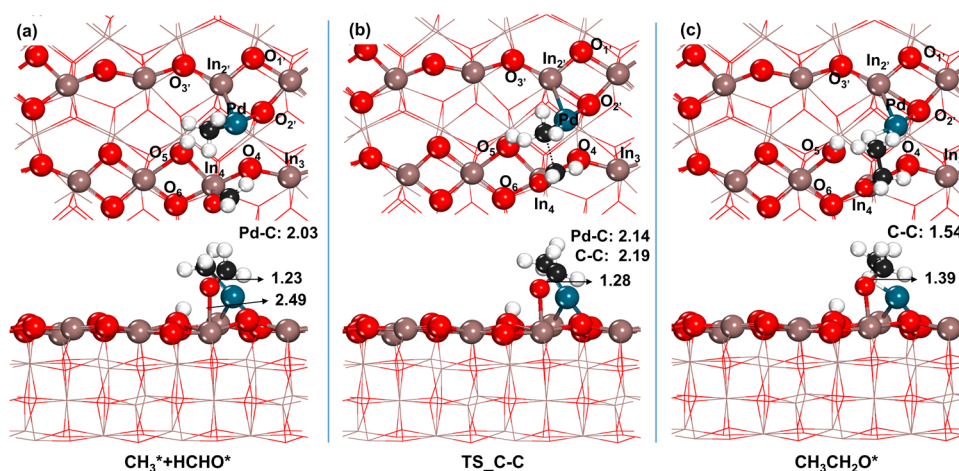 (a)
In2'
O1'
O3'
Pd
O2'
O5
O4
In3
In4
O6
Pd-C: 2.03
1.23
2.49
CH3*+HCHO*
(b)
In2'
O1'
O3'
Pd
O2'
O5
O4
In3
O6
In4
Pd-C: 2.14
C-C: 2.19
1.28
TS_C-C
(c)
In2'
O1'
O3'
Pd
O2'
O5
O4
In
O6
In4
C-C: 1.54
1.39
CH3CH2O*